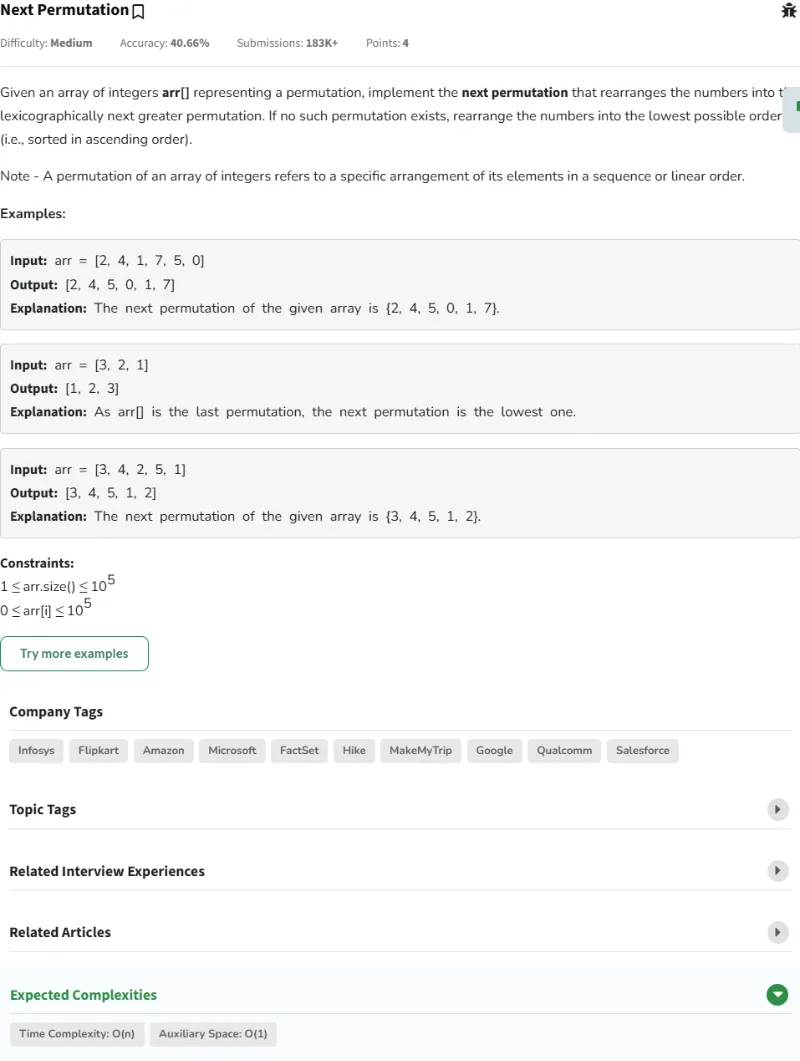 Next Permutation
Difficulty: Medium Accuracy: 40.66% Submissions: 183K+ Points: 4
Given an array of integers arr[] representing a permutation, implement the next permutation that rearranges the numbers into
lexicographically next greater permutation. If no such permutation exists, rearrange the numbers into the lowest possible order
(i.e., sorted in ascending order).
Note - A permutation of an array of integers refers to a specific arrangement of its elements in a sequence or linear order.
Examples:
Input: arr = [2, 4, 1, 7, 5, 0]
Output: [2, 4, 5, 0, 1, 7]
Explanation: The next permutation of the given array is {2, 4, 5, 0, 1, 7}.
Input: arr = [3, 2, 1]
Output: [1, 2, 3]
Explanation: As arr[] is the last permutation, the next permutation is the lowest one.
Input: arr = [3, 4, 2, 5, 1]
Output: [3, 4, 5, 1, 2]
Explanation: The next permutation of the given array is {3, 4, 5, 1, 2}.
Constraints:
1 ≤ arr.size() ≤ 10^5
0 ≤ arr[i] ≤ 10^5
Try more examples
Company Tags
Infosys Flipkart Amazon Microsoft FactSet Hike MakeMyTrip Google Qualcomm Salesforce
Topic Tags
Related Interview Experiences
Related Articles
Expected Complexities
Time Complexity: O(n) Auxiliary Space: O(1)